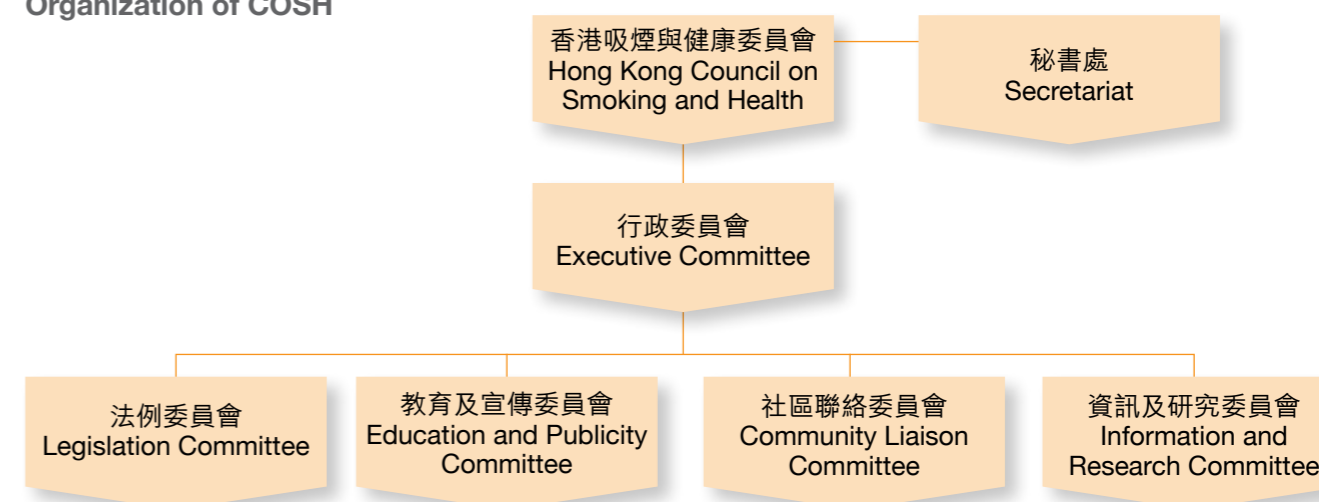 Organization of COSH
香港吸煙與健康委員會
Hong Kong Council on
Smoking and Health
秘書處
Secretariat
行政委員會
Executive Committee
法例委員會
Legislation Committee
教育及宣傳委員會
Education and Publicity
Committee
社區聯絡委員會
Community Liaison
Committee
資訊及研究委員會
Information and
Research Committee